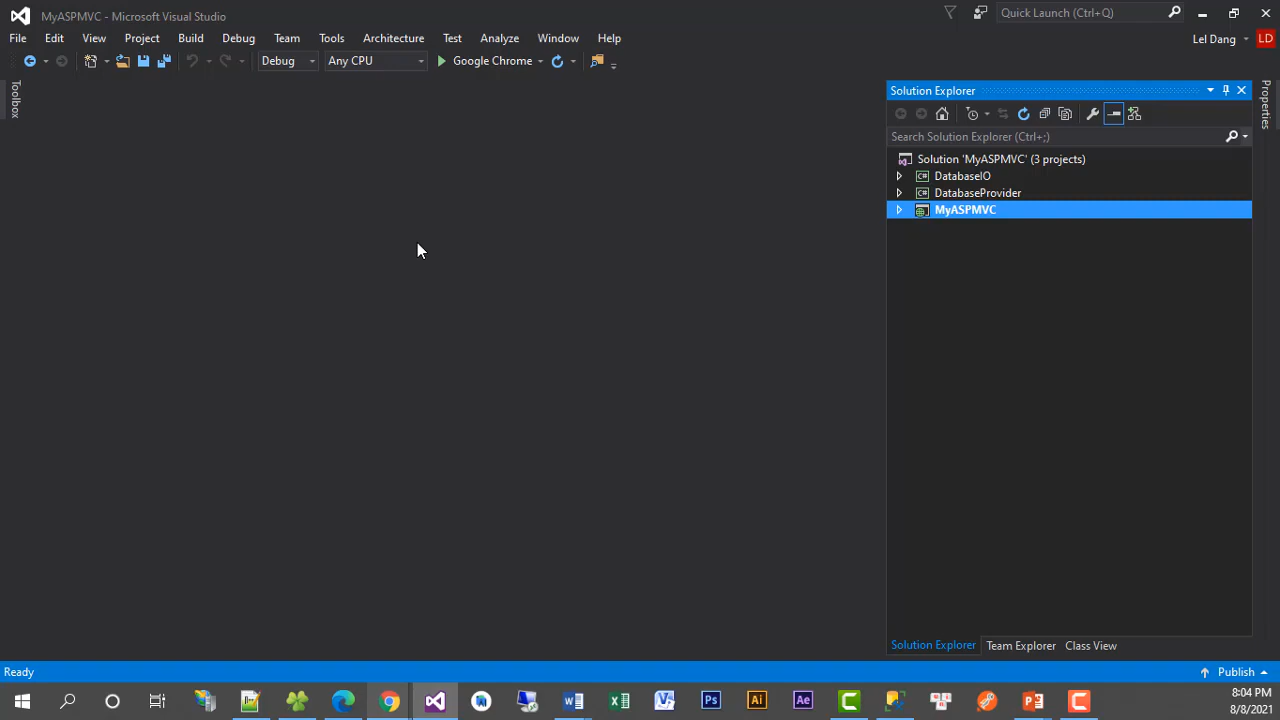 MyASPMVC - Microsoft Visual Studio
Quick Launch (Ctrl+Q)
File Edit View Project Build Debug Team Tools Architecture Test Analyze Window Help
Lel Dang LD
Debug Any CPU Google Chrome
Toolbox
Solution Explorer
Properties
Search Solution Explorer (Ctrl+;)
Solution 'MyASPMVC' (3 projects)
C# DatabaseIO
C# DatabaseProvider
MyASPMVC
Solution Explorer Team Explorer Class View
Ready
Publish
Ps Ai Ae
8:04 PM
8/8/2021